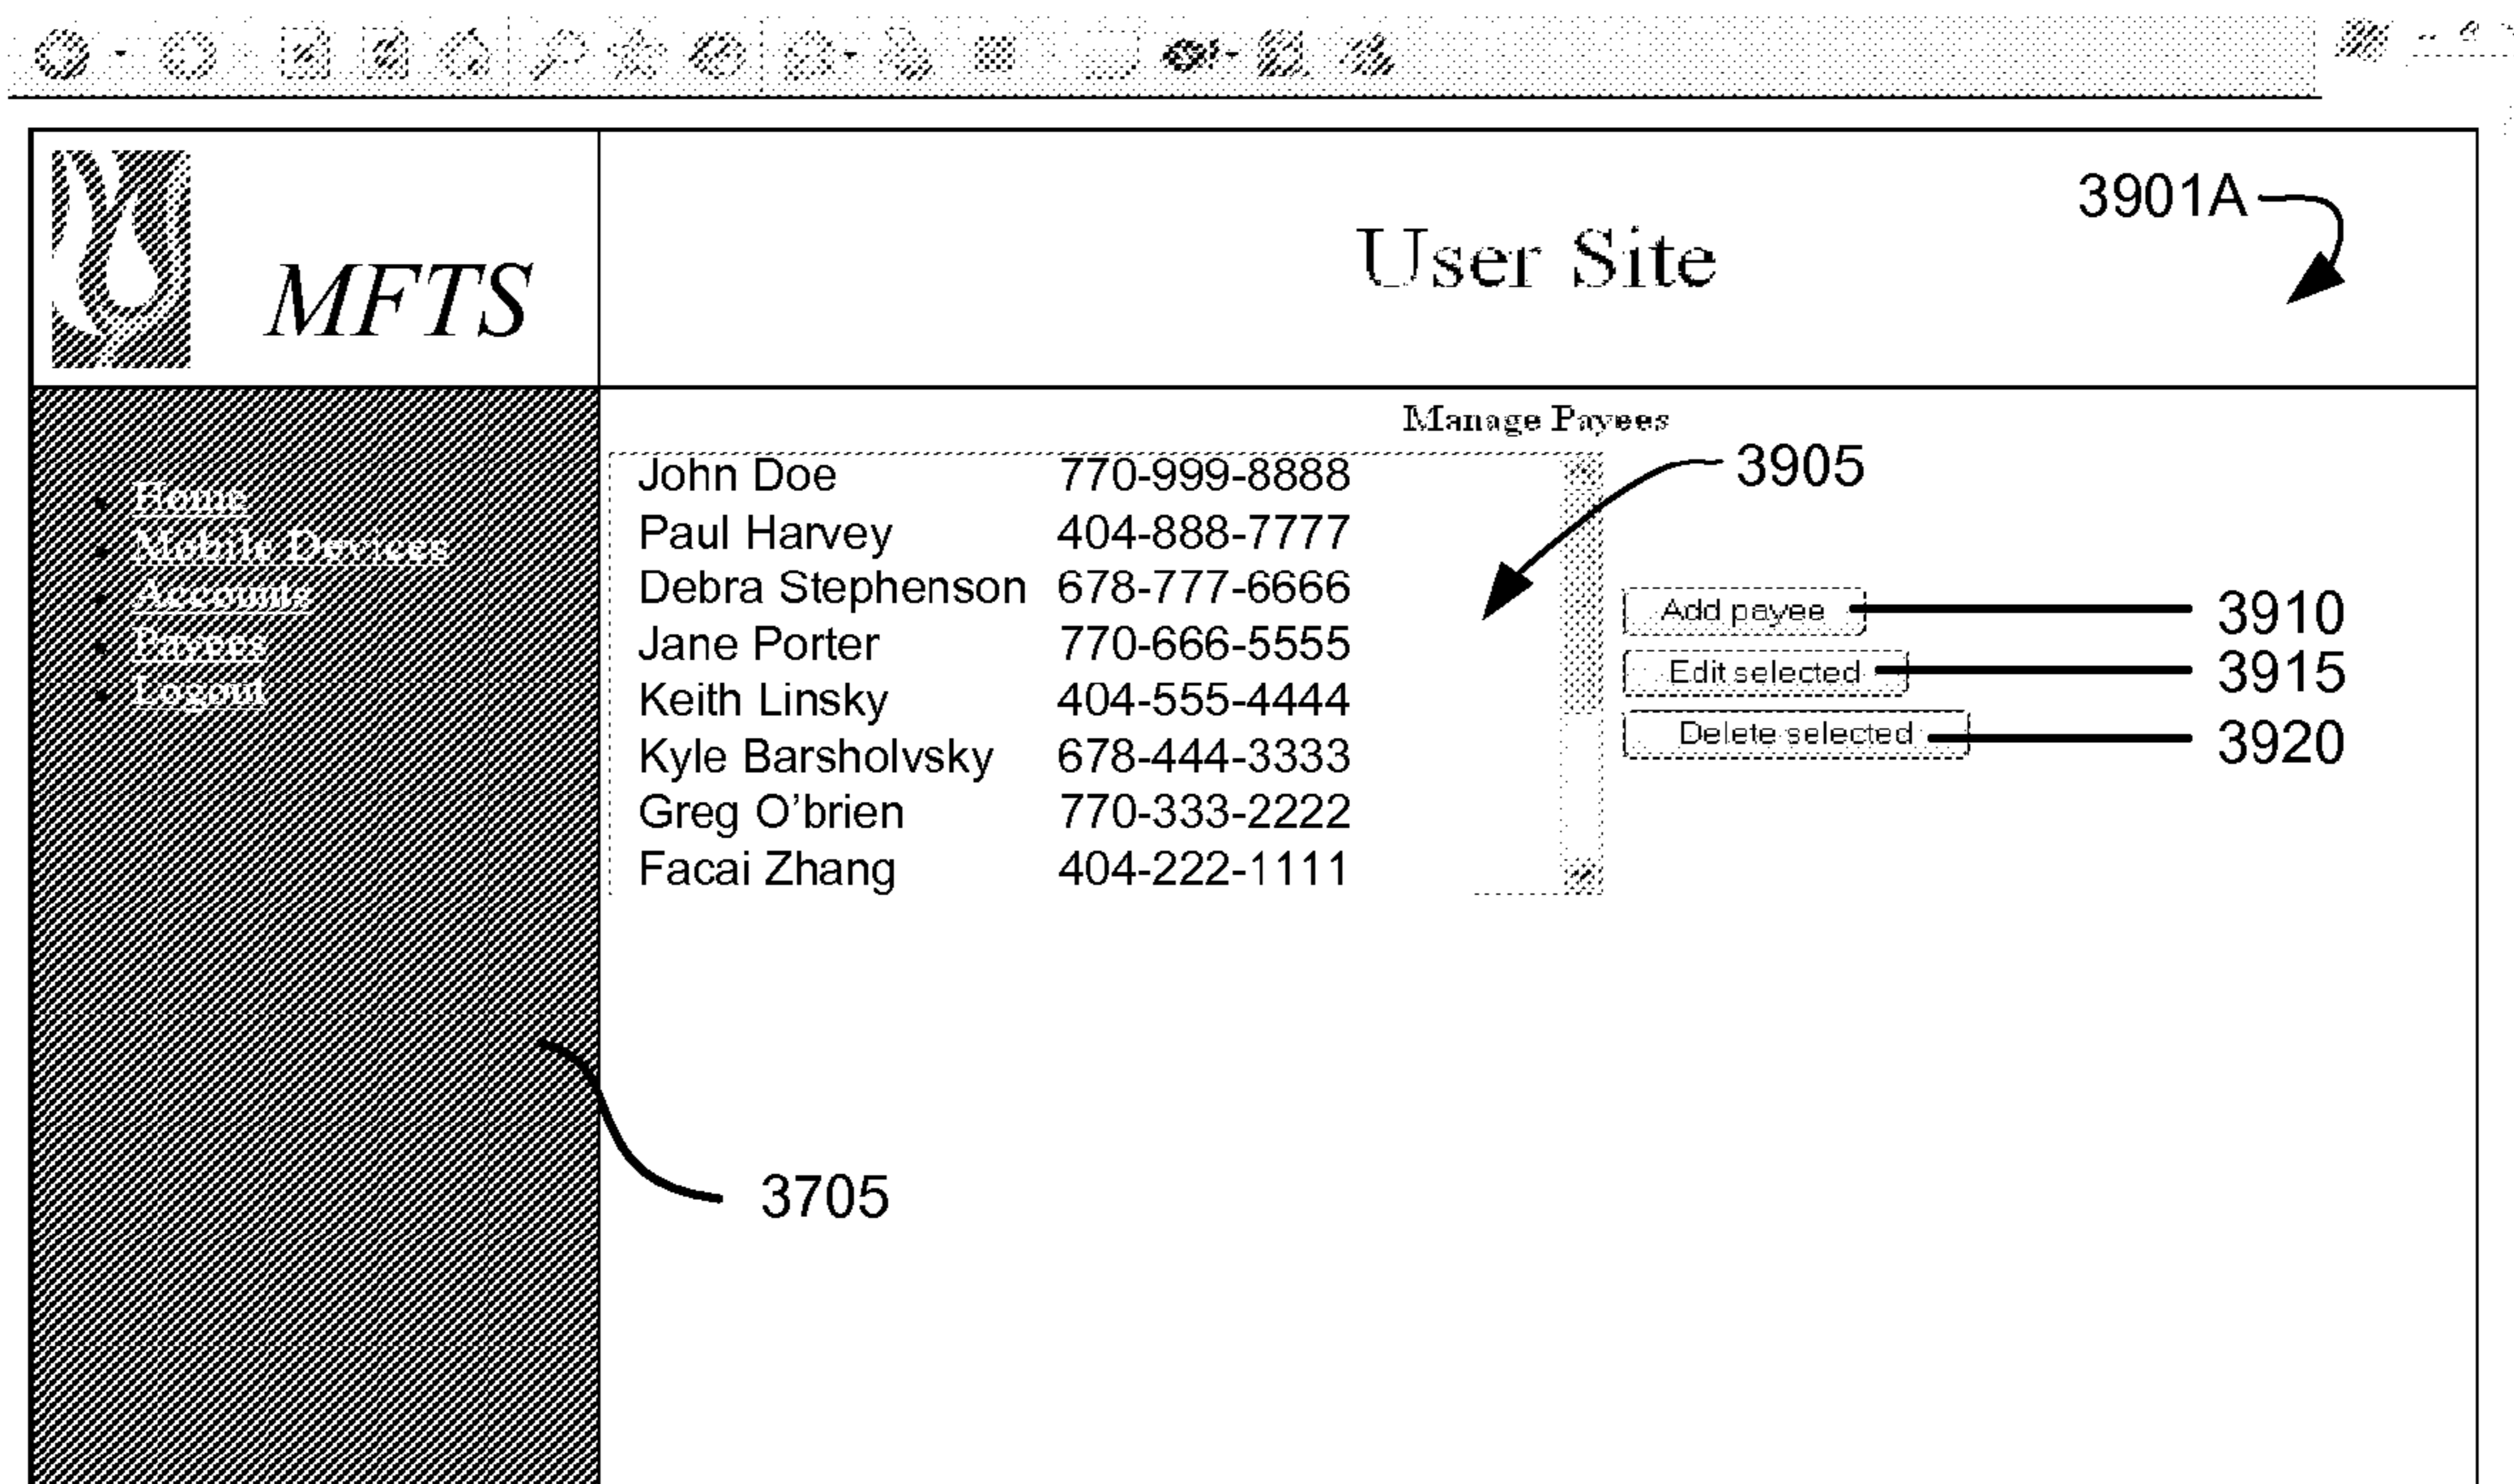 3901A
MFTS
User Site
Manage Payees
Home
Mobile Devices
Accounts
Payees
Logout
John Doe 770-999-8888
Paul Harvey 404-888-7777
Debra Stephenson 678-777-6666
Jane Porter 770-666-5555
Keith Linsky 404-555-4444
Kyle Barsholvsky 678-444-3333
Greg O'brien 770-333-2222
Facai Zhang 404-222-1111
3905
Add payee 3910
Edit selected 3915
Delete selected 3920
3705